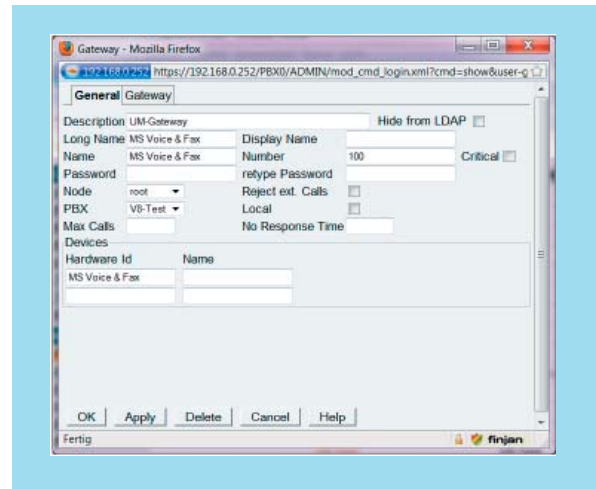 Gateway - Mozilla Firefox
192.168.0.252 https://192.168.0.252/PBX0/ADMIN/mod_cmd_login.xml?cmd=show&user-g
General Gateway
Description UM-Gateway Hide from LDAP
Long Name MS Voice & Fax Display Name
Name MS Voice & Fax Number 100 Critical
Password retype Password
Node root Reject ext. Calls
PBX V8-Test Local
Max Calls No Response Time
Devices
Hardware Id Name
MS Voice & Fax
OK Apply Delete Cancel Help
Fertig finjan